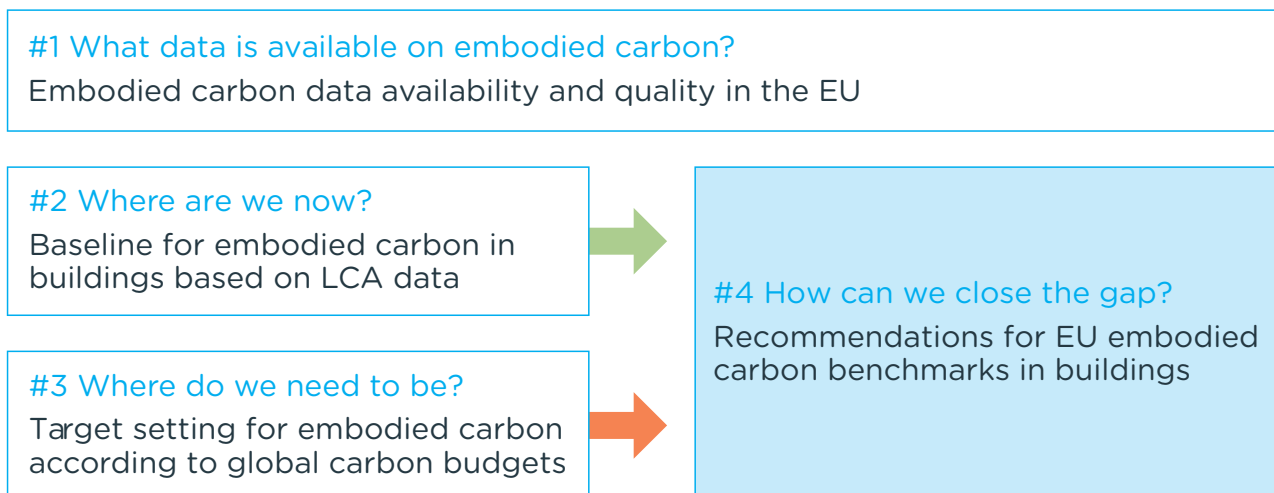 #1 What data is available on embodied carbon?
Embodied carbon data availability and quality in the EU
#2 Where are we now?
Baseline for embodied carbon in
buildings based on LCA data
#3 Where do we need to be?
Target setting for embodied carbon
according to global carbon budgets
#4 How can we close the gap?
Recommendations for EU embodied
carbon benchmarks in buildings